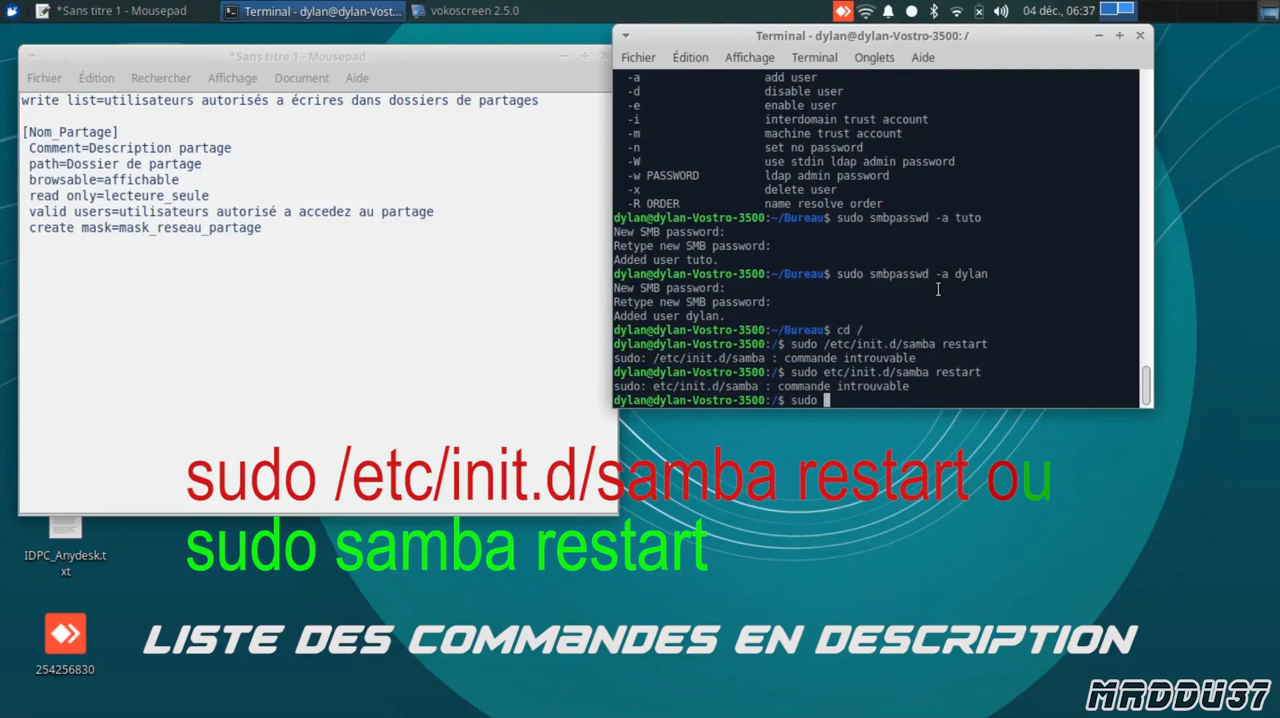 *Sans titre 1 - Mousepad
Terminal - dylan@dylan-Vost...
vokoscreen 2.5.0
04 déc., 06:37
*Sans titre 1 - Mousepad
Fichier Édition Rechercher Affichage Document Aide
write list=utilisateurs autorisés a écrires dans dossiers de partages
[Nom_Partage]
Comment=Description partage
path=Dossier de partage
browsable=affichable
read only=lecteure_seule
valid users=utilisateurs autorisé a accedez au partage
create mask=mask_reseau_partage
Terminal - dylan@dylan-Vostro-3500: /
Fichier Édition Affichage Terminal Onglets Aide
-a add user
-d disable user
-e enable user
-i interdomain trust account
-m machine trust account
-n set no password
-W use stdin ldap admin password
-w PASSWORD ldap admin password
-x delete user
-R ORDER name resolve order
dylan@dylan-Vostro-3500:~/Bureau$ sudo smbpasswd -a tuto
New SMB password:
Retype new SMB password:
Added user tuto.
dylan@dylan-Vostro-3500:~/Bureau$ sudo smbpasswd -a dylan
New SMB password:
Retype new SMB password:
Added user dylan.
dylan@dylan-Vostro-3500:~/Bureau$ cd /
dylan@dylan-Vostro-3500:/$ sudo /etc/init.d/samba restart
sudo: /etc/init.d/samba : commande introuvable
dylan@dylan-Vostro-3500:/$ sudo etc/init.d/samba restart
sudo: etc/init.d/samba : commande introuvable
dylan@dylan-Vostro-3500:/$ sudo
sudo /etc/init.d/samba restart ou
sudo samba restart
IDPC_Anydesk.t
xt
254256830
LISTE DES COMMANDES EN DESCRIPTION
MRDDU37